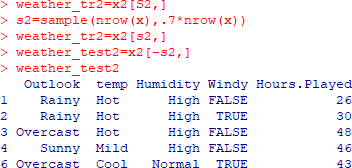 > weather_tr2=x2[S2,]
> s2=sample(nrow(x),.7*nrow(x))
> weather_tr2=x2[s2,]
> weather_test2=x2[-s2,]
> weather_test2
Outlook temp Humidity Windy Hours.Played
1 Rainy Hot High FALSE 26
2 Rainy Hot High TRUE 30
3 Overcast Hot High FALSE 48
4 Sunny Mild High FALSE 46
6 Overcast Cool Normal TRUE 43